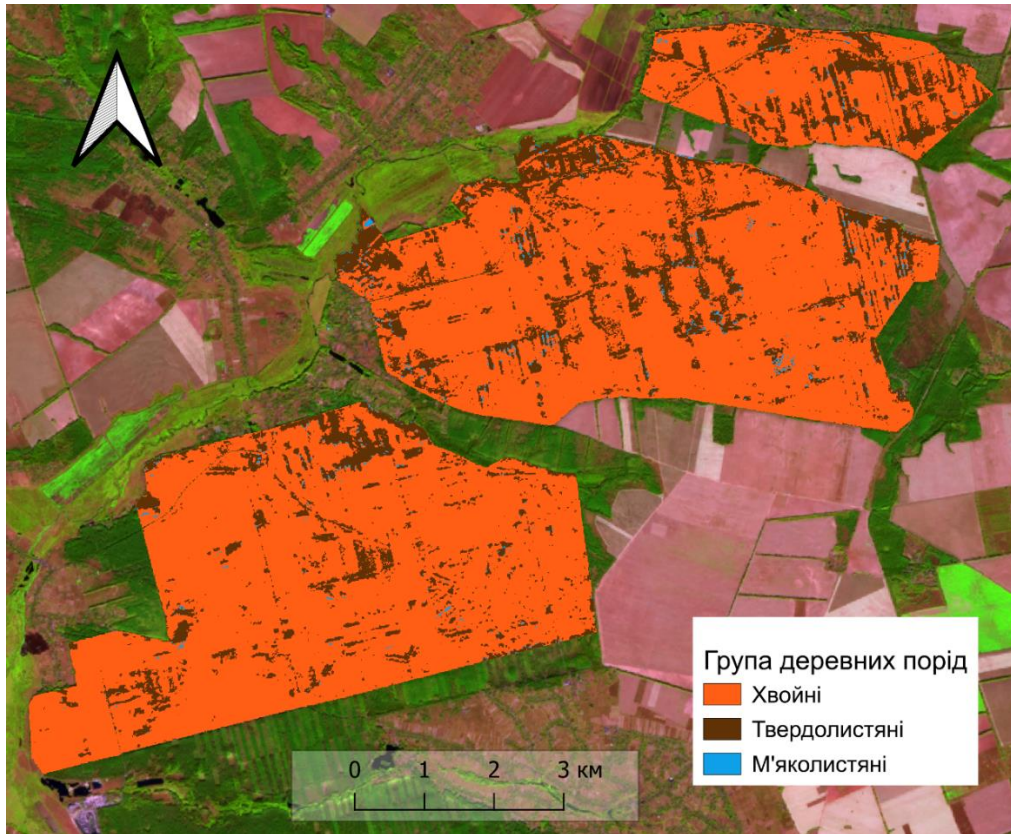 Група деревних порід
Хвойні
Твердолистяні
М'яколистяні
0 1 2 3 км